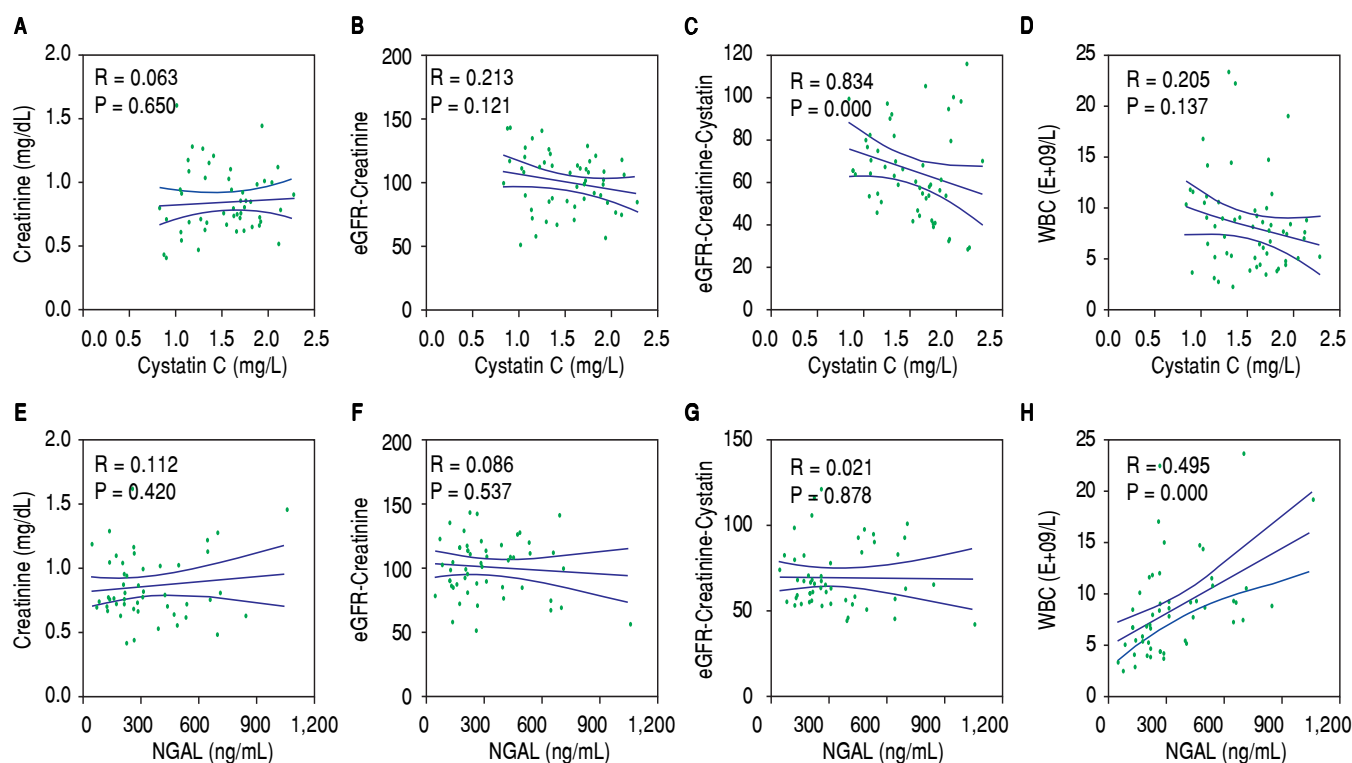 A
R = 0.063
P = 0.650
Creatinine (mg/dL)
2.0
1.5
1.0
0.5
0.0
0.0 0.5 1.0 1.5 2.0 2.5
Cystatin C (mg/L)
B
R = 0.213
P = 0.121
eGFR-Creatinine
200
150
100
50
0
0.0 0.5 1.0 1.5 2.0 2.5
Cystatin C (mg/L)
C
R = 0.834
P = 0.000
eGFR-Creatinine-Cystatin
120
100
80
60
40
20
0
0.0 0.5 1.0 1.5 2.0 2.5
Cystatin C (mg/L)
D
R = 0.205
P = 0.137
WBC (E+09/L)
25
20
15
10
5
0
0.0 0.5 1.0 1.5 2.0 2.5
Cystatin C (mg/L)
E
R = 0.112
P = 0.420
Creatinine (mg/dL)
2.0
1.5
1.0
0.5
0.0
0 300 600 900 1,200
NGAL (ng/mL)
F
R = 0.086
P = 0.537
eGFR-Creatinine
200
150
100
50
0
0 300 600 900 1,200
NGAL (ng/mL)
G
R = 0.021
P = 0.878
eGFR-Creatinine-Cystatin
150
100
50
0
0 300 600 900 1,200
NGAL (ng/mL)
H
R = 0.495
P = 0.000
WBC (E+09/L)
25
20
15
10
5
0
0 300 600 900 1,200
NGAL (ng/mL)